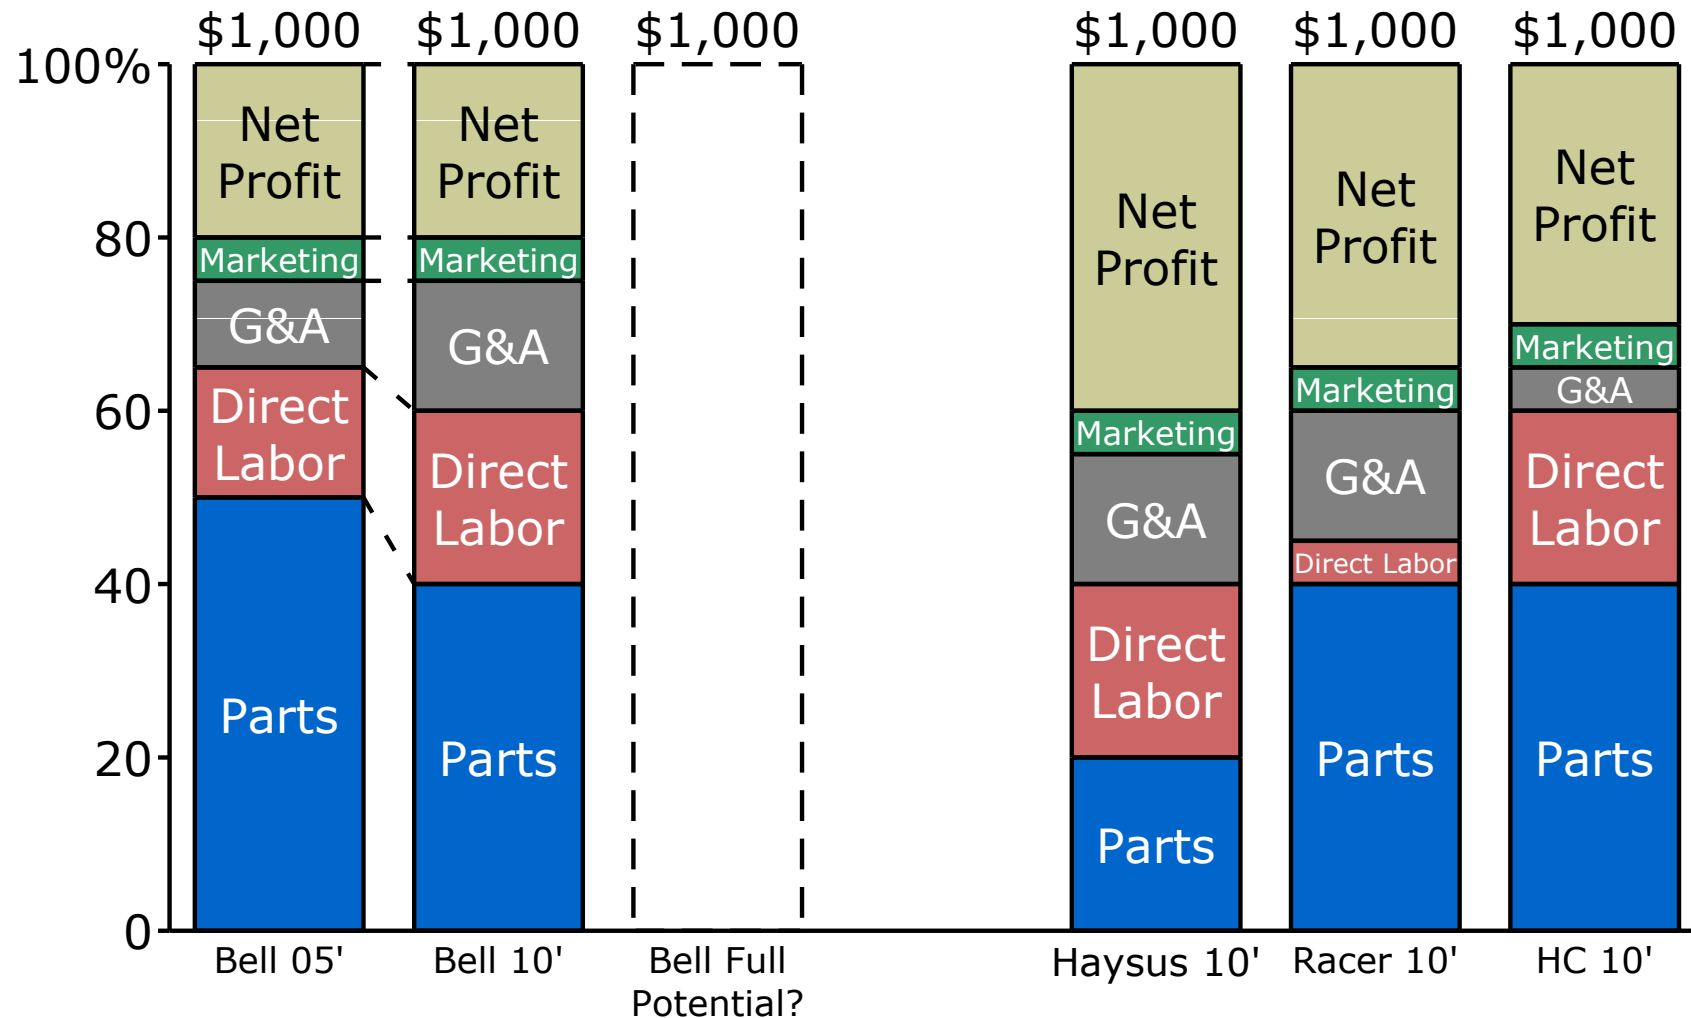 $1,000 $1,000 $1,000 $1,000 $1,000 $1,000
100%
80
60
40
20
0
Net
Profit
Marketing
G&A
Direct
Labor
Parts
Net
Profit
Marketing
G&A
Direct
Labor
Parts
Net
Profit
Marketing
G&A
Direct
Labor
Parts
Net
Profit
Marketing
G&A
Direct Labor
Parts
Net
Profit
Marketing
G&A
Direct
Labor
Parts
Bell 05'
Bell 10'
Bell Full
Potential?
Haysus 10'
Racer 10'
HC 10'